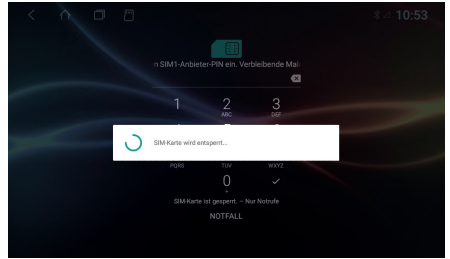 10:53
n SIM1-Anbieter-PIN ein. Verbleibende Mal
1 2 3
ABC DEF
SIM-Karte wird entsperrt...
PQRS TUV WXYZ
0
+
SIM-Karte ist gesperrt. – Nur Notrufe
NOTFALL